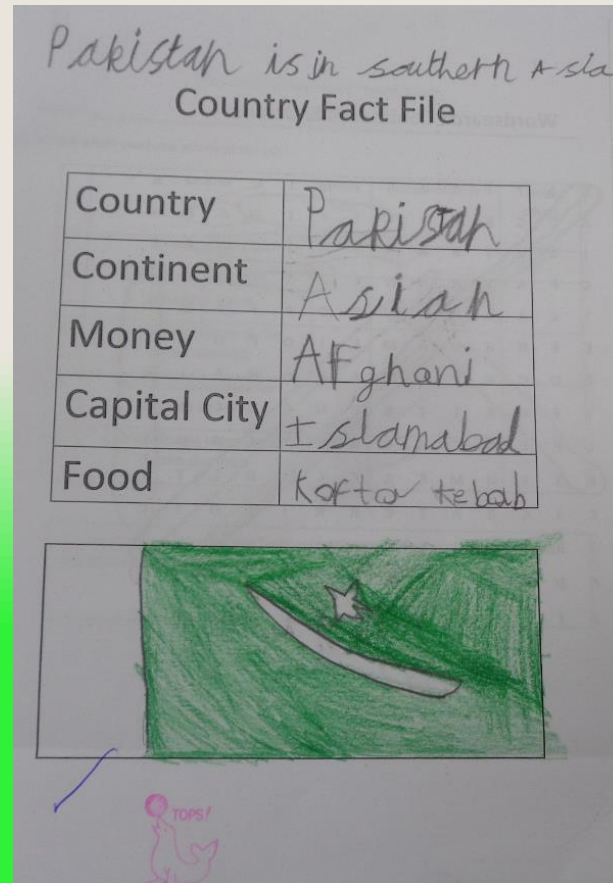 Pakistan is in southern Asia
Country Fact File
Country Pakistan
Continent Asian
Money AFghani
Capital City Islamabad
Food Kofta kebab
TOPS!